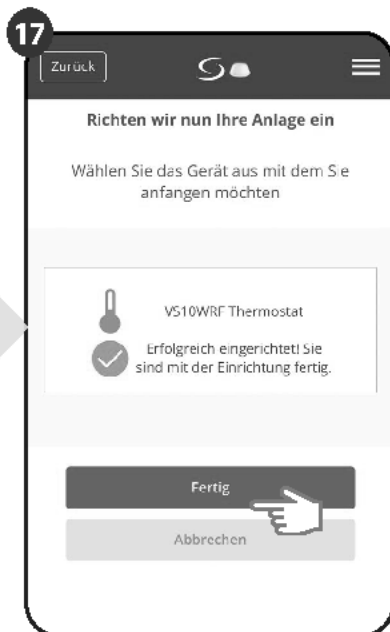 17
Zurück
Richten wir nun Ihre Anlage ein
Wählen Sie das Gerät aus mit dem Sie
anfangen möchten
VS10WRF Thermostat
Erfolgreich eingerichtet! Sie
sind mit der Einrichtung fertig.
Fertig
Abbrechen